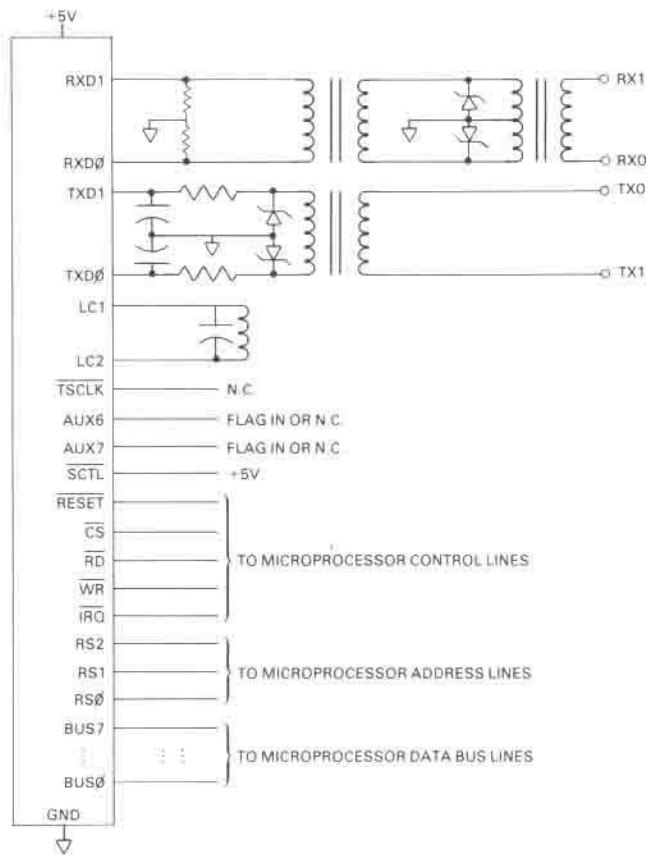 +5V
RXD1
RX1
RXDØ
RX0
TXD1
TX0
TXDØ
TX1
LC1
LC2
TSCLK N.C.
AUX6 FLAG IN OR N.C.
AUX7 FLAG IN OR N.C.
SCTL +5V
RESET
CS
RD TO MICROPROCESSOR CONTROL LINES
WR
IRQ
RS2
RS1 TO MICROPROCESSOR ADDRESS LINES
RSØ
BUS7
TO MICROPROCESSOR DATA BUS LINES
BUSØ
GND